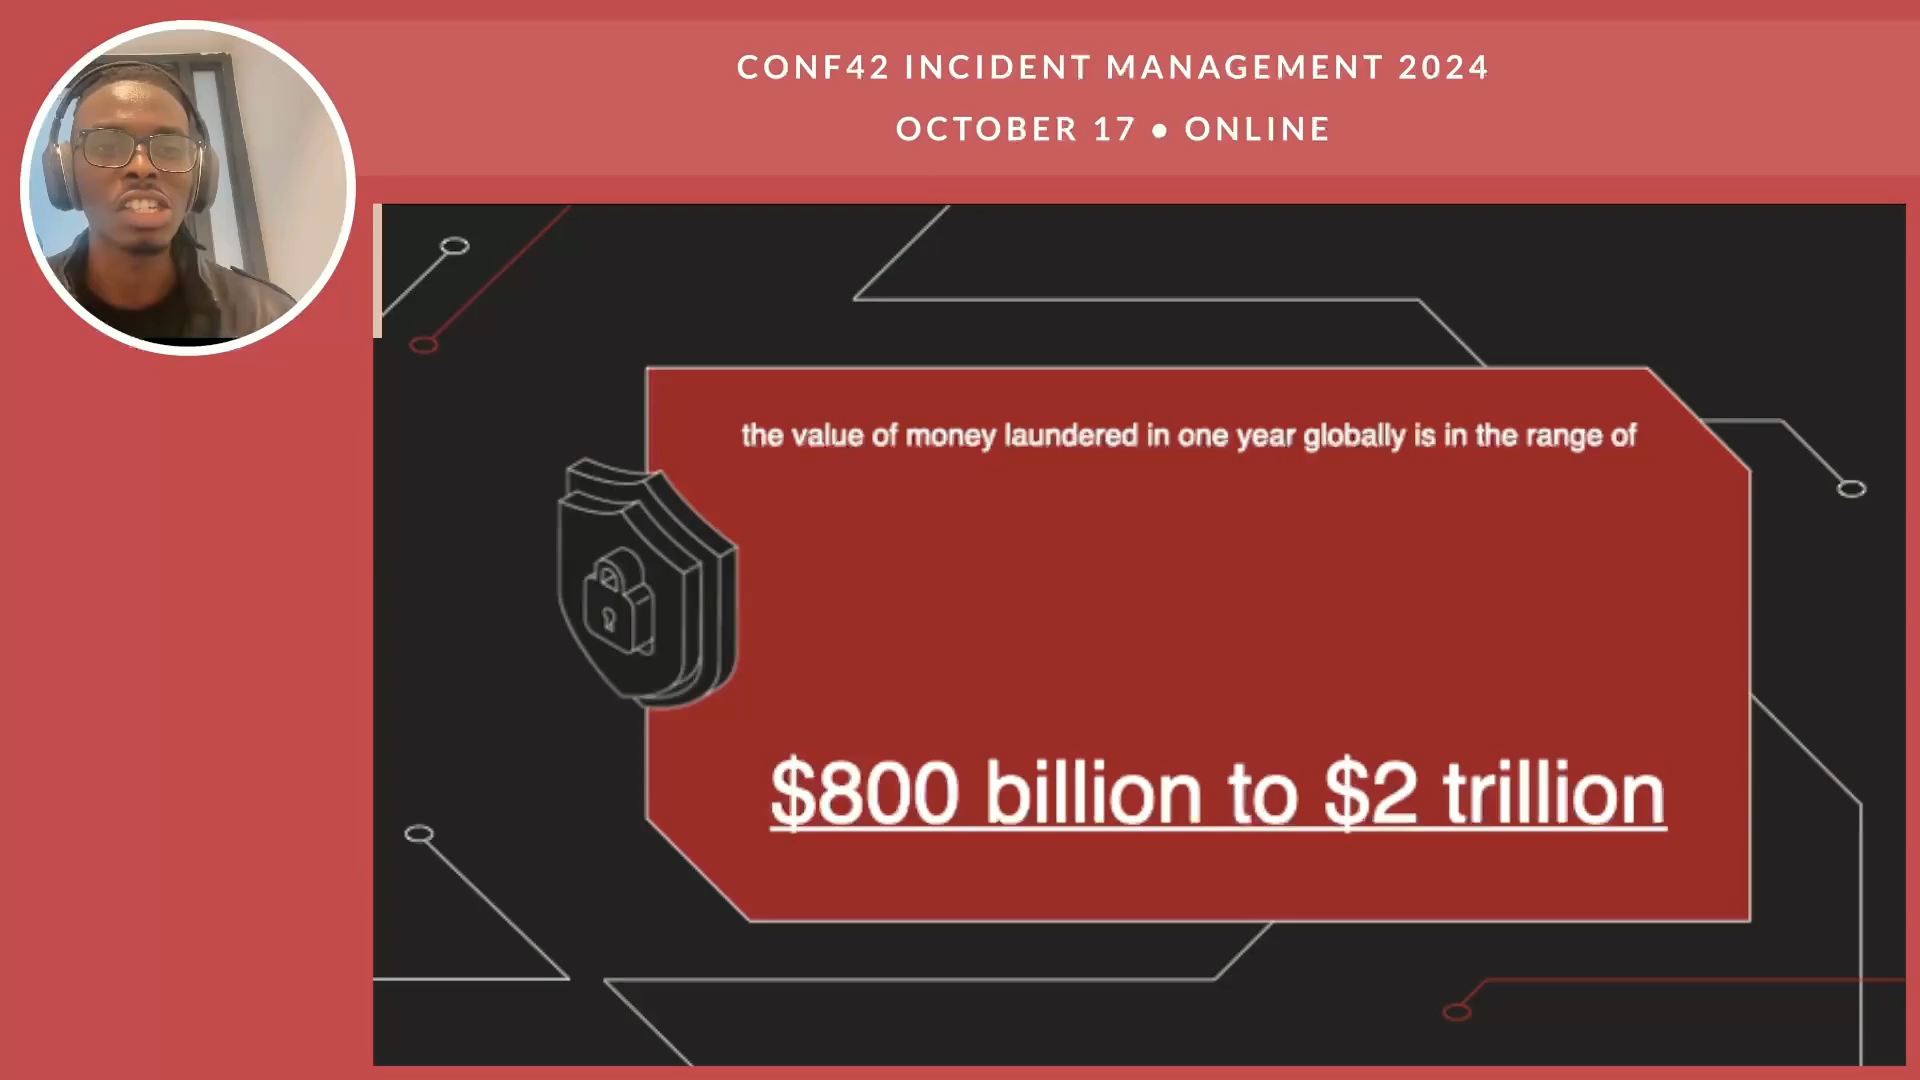 CONF42 INCIDENT MANAGEMENT 2024
OCTOBER 17 • ONLINE
the value of money laundered in one year globally is in the range of
$800 billion to $2 trillion